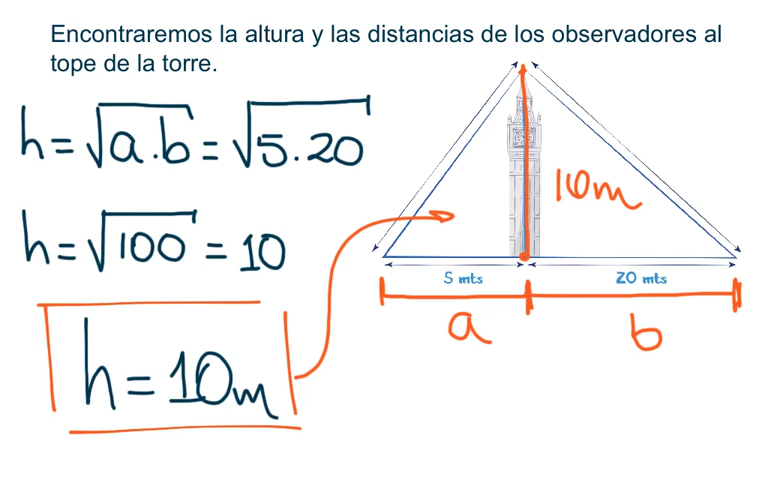 Encontraremos la altura y las distancias de los observadores al
tope de la torre.
h=√a.b=√5.20
h=√100=10
h=10m
10m
5 mts
20 mts
a
b